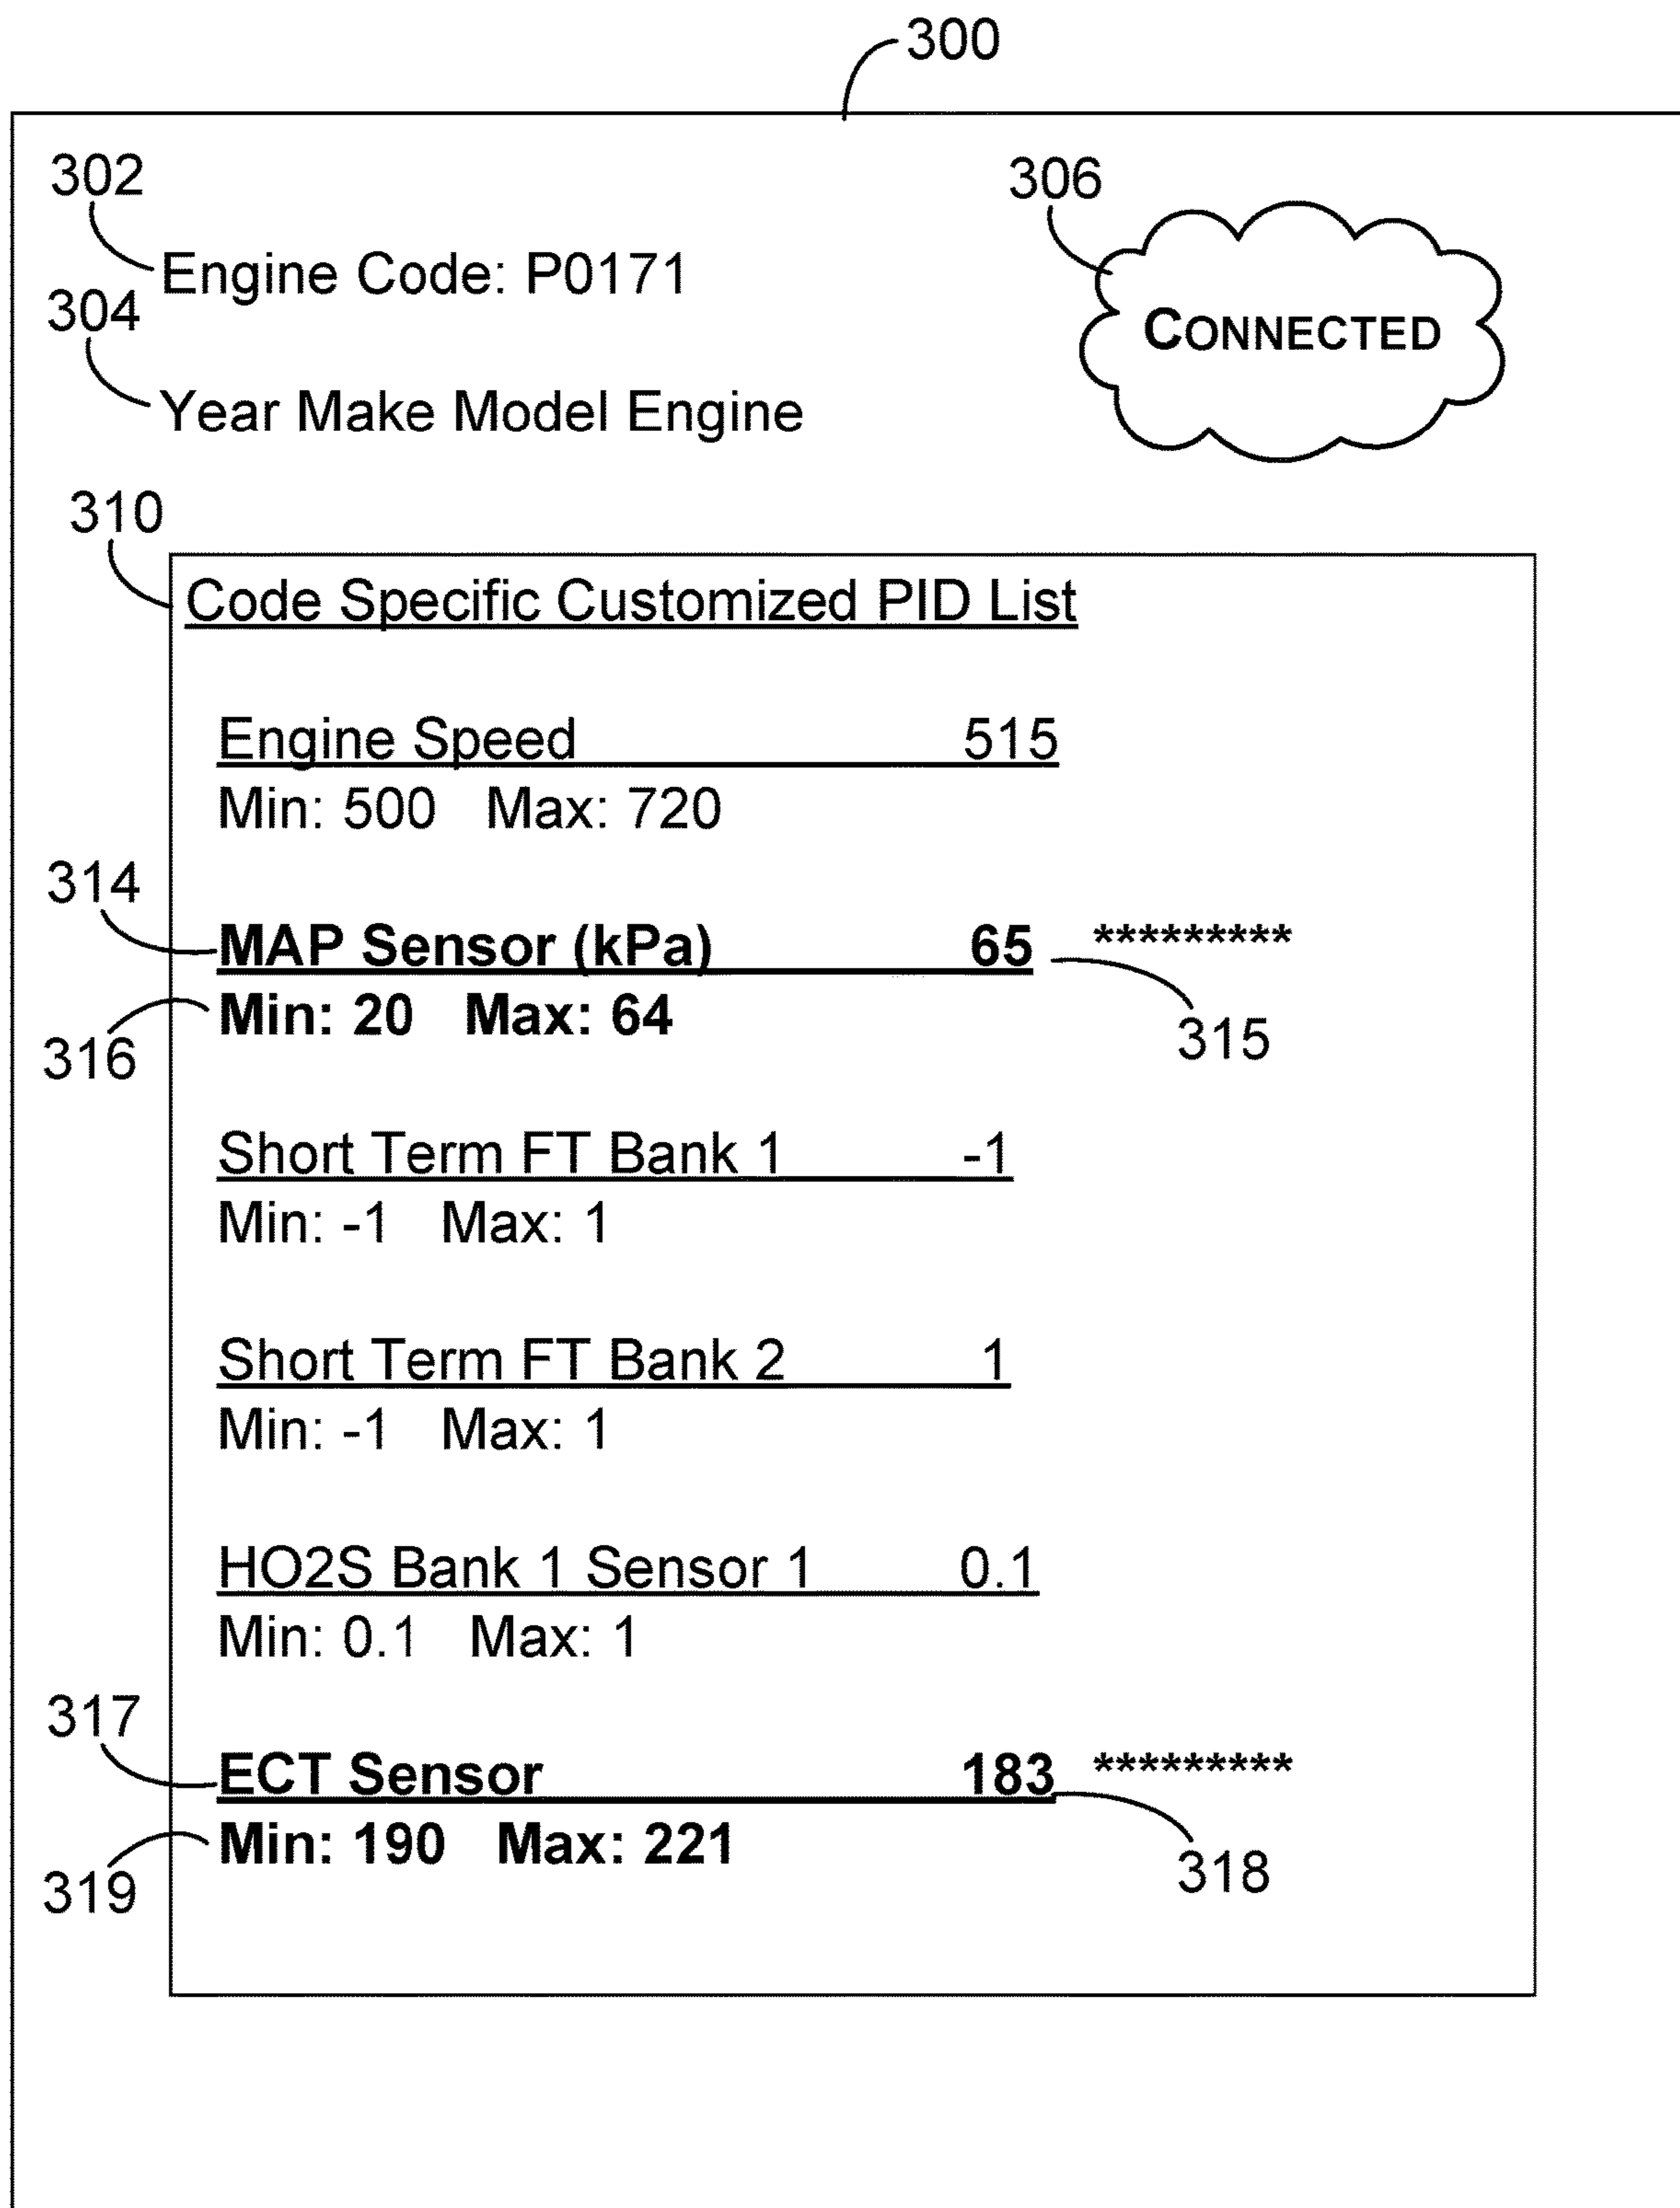 300
302
306
Engine Code: P0171
304
CONNECTED
Year Make Model Engine
310
Code Specific Customized PID List
Engine Speed 515
Min: 500 Max: 720
314
MAP Sensor (kPa) 65 *********
Min: 20 Max: 64
316
315
Short Term FT Bank 1 -1
Min: -1 Max: 1
Short Term FT Bank 2 1
Min: -1 Max: 1
HO2S Bank 1 Sensor 1 0.1
Min: 0.1 Max: 1
317
ECT Sensor 183 *********
Min: 190 Max: 221
319
318